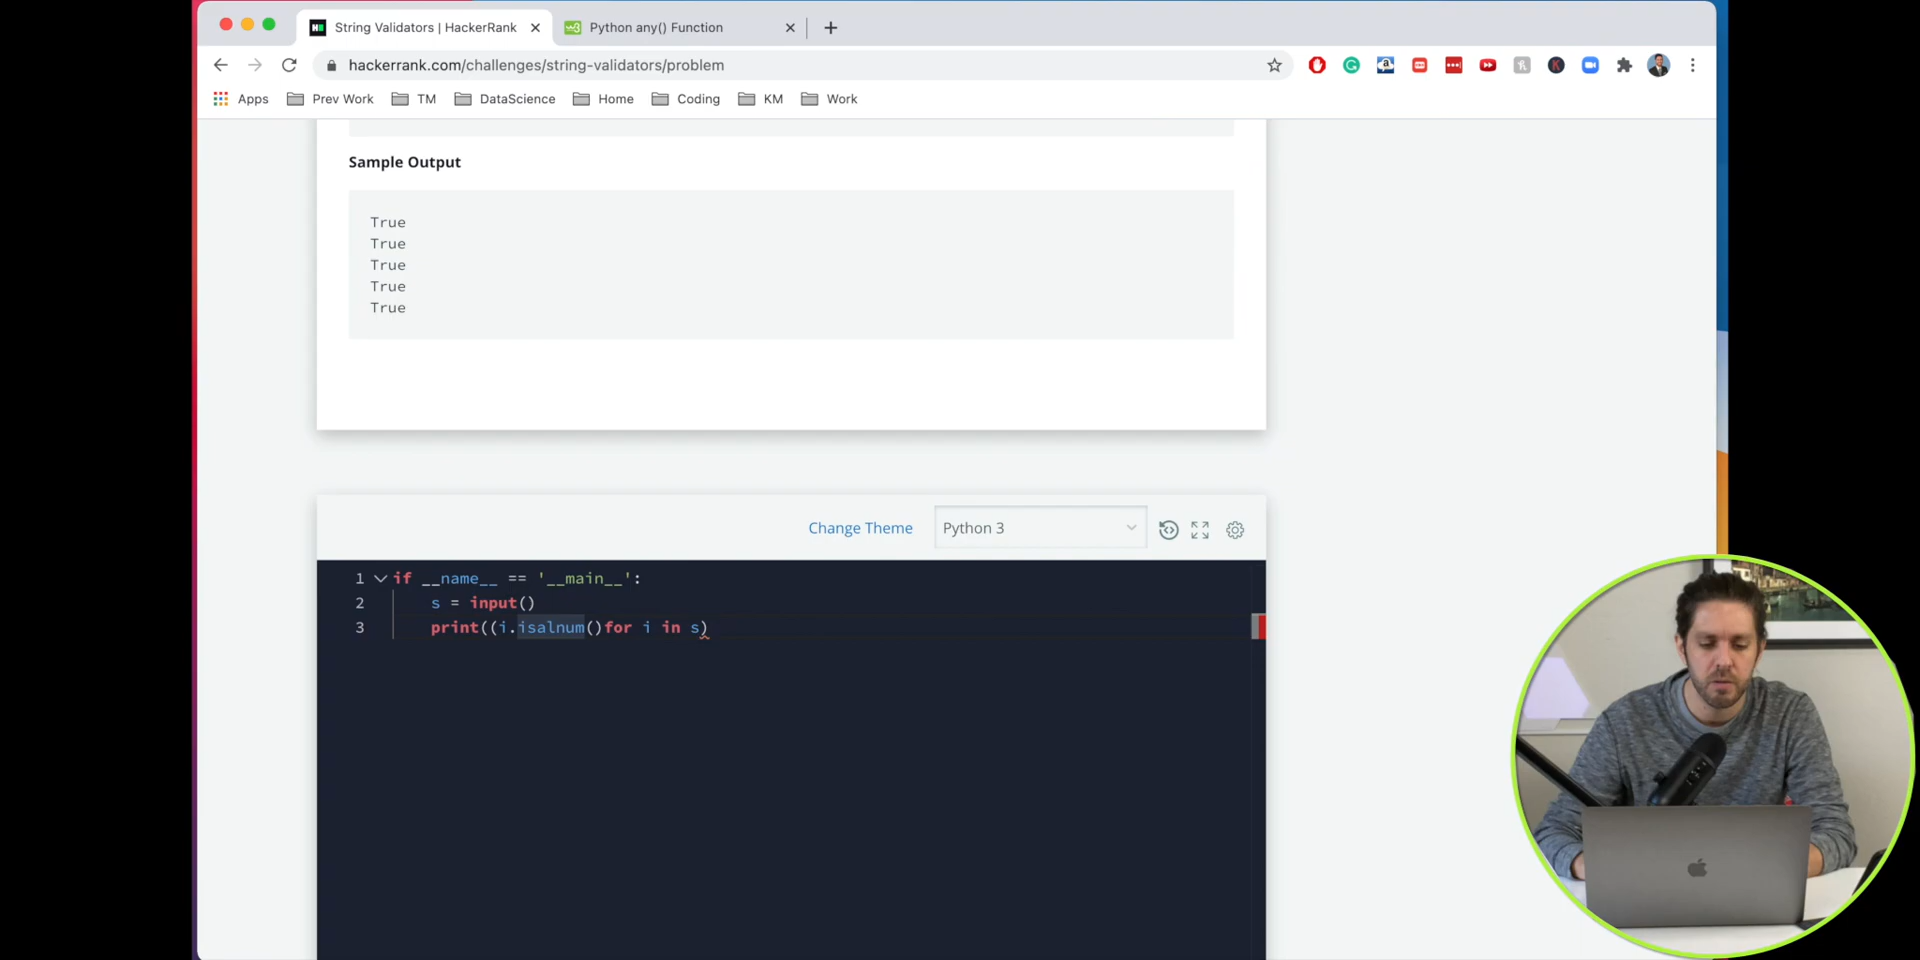 String Validators | HackerRank
Python any() Function
hackerrank.com/challenges/string-validators/problem
Apps
Prev Work
TM
DataScience
Home
Coding
KM
Work
Sample Output
True
True
True
True
True
Change Theme
Python 3
1 if __name__ == '__main__':
2 s = input()
3 print((i.isalnum()for i in s)